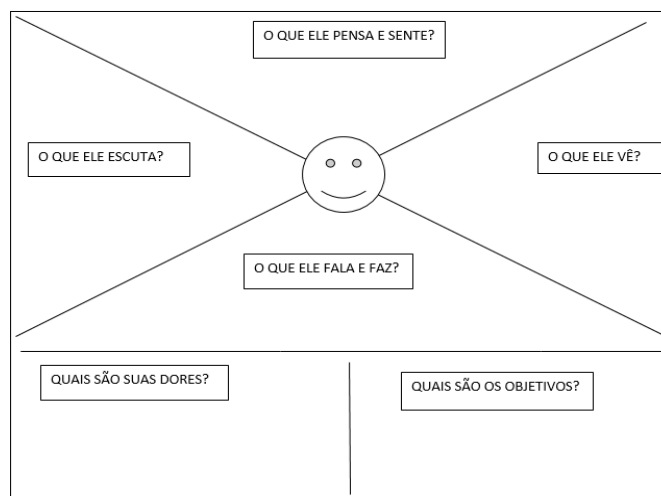 O QUE ELE PENSA E SENTE?
O QUE ELE ESCUTA?
O QUE ELE VÊ?
O QUE ELE FALA E FAZ?
QUAIS SÃO SUAS DORES?
QUAIS SÃO OS OBJETIVOS?